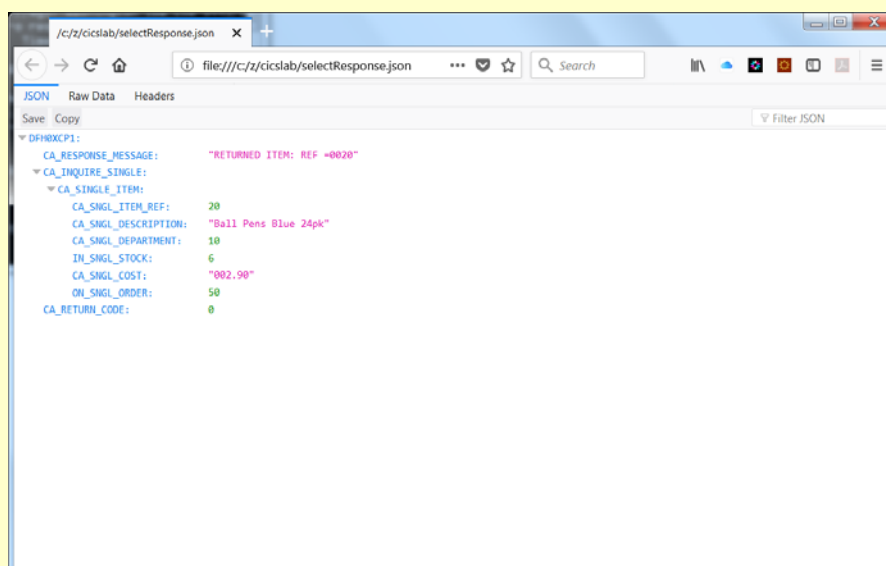 /c:/z/cicslab/selectResponse.json
file:///c:/z/cicslab/selectResponse.json
Search
JSON Raw Data Headers
Save Copy
Filter JSON
DFH0XCP1:
CA_RESPONSE_MESSAGE: "RETURNED ITEM: REF =0020"
CA_INQUIRE_SINGLE:
CA_SINGLE_ITEM:
CA_SNGL_ITEM_REF: 20
CA_SNGL_DESCRIPTION: "Ball Pens Blue 24pk"
CA_SNGL_DEPARTMENT: 10
IN_SNGL_STOCK: 6
CA_SNGL_COST: "002.90"
ON_SNGL_ORDER: 50
CA_RETURN_CODE: 0